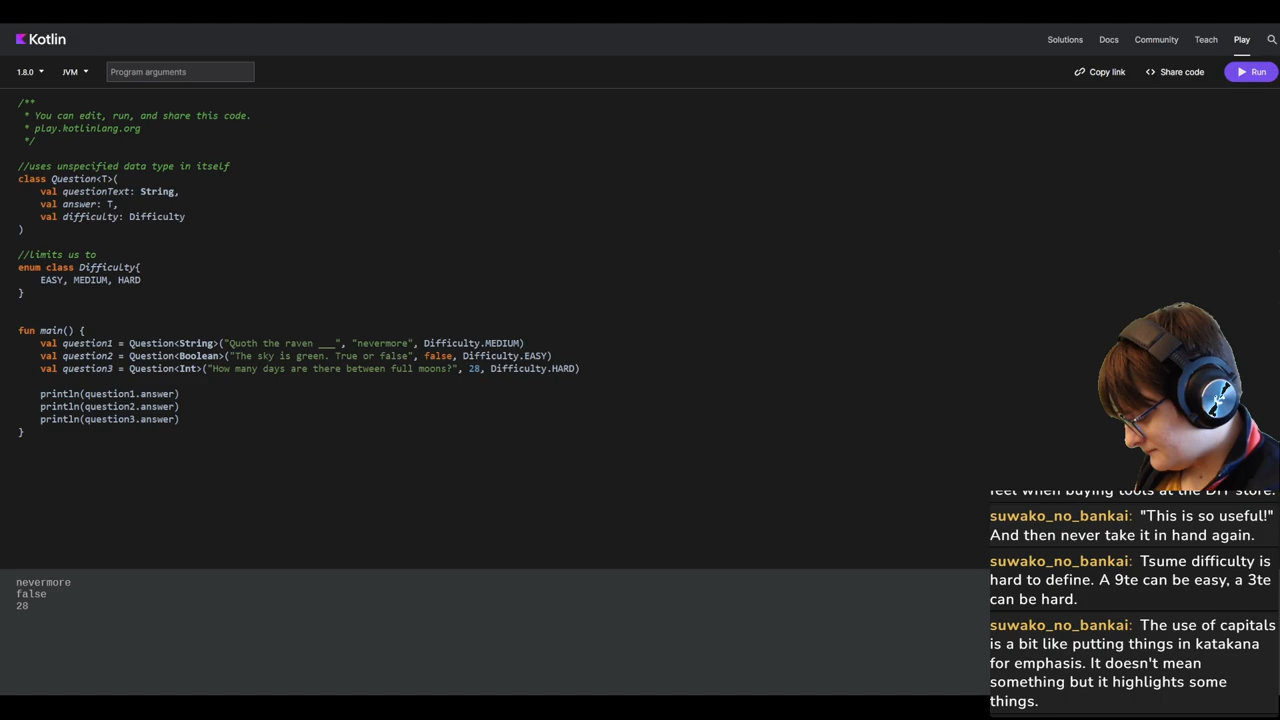 Kotlin
Solutions
Docs
Community
Teach
Play
1.8.0
JVM
Program arguments
Copy link
Share code
Run
/**
 * You can edit, run, and share this code.
 * play.kotlinlang.org
 */
//uses unspecified data type in itself
class Question<T>(
    val questionText: String,
    val answer: T,
    val difficulty: Difficulty
)
//limits us to
enum class Difficulty{
    EASY, MEDIUM, HARD
}
fun main() {
    val question1 = Question<String>("Quoth the raven ___", "nevermore", Difficulty.MEDIUM)
    val question2 = Question<Boolean>("The sky is green. True or false", false, Difficulty.EASY)
    val question3 = Question<Int>("How many days are there between full moons?", 28, Difficulty.HARD)
    println(question1.answer)
    println(question2.answer)
    println(question3.answer)
}
nevermore
false
28
feel when buying tools at the DIY store.
suwako_no_bankai: "This is so useful!"
And then never take it in hand again.
suwako_no_bankai: Tsume difficulty is
hard to define. A 9te can be easy, a 3te
can be hard.
suwako_no_bankai: The use of capitals
is a bit like putting things in katakana
for emphasis. It doesn't mean
something but it highlights some
things.